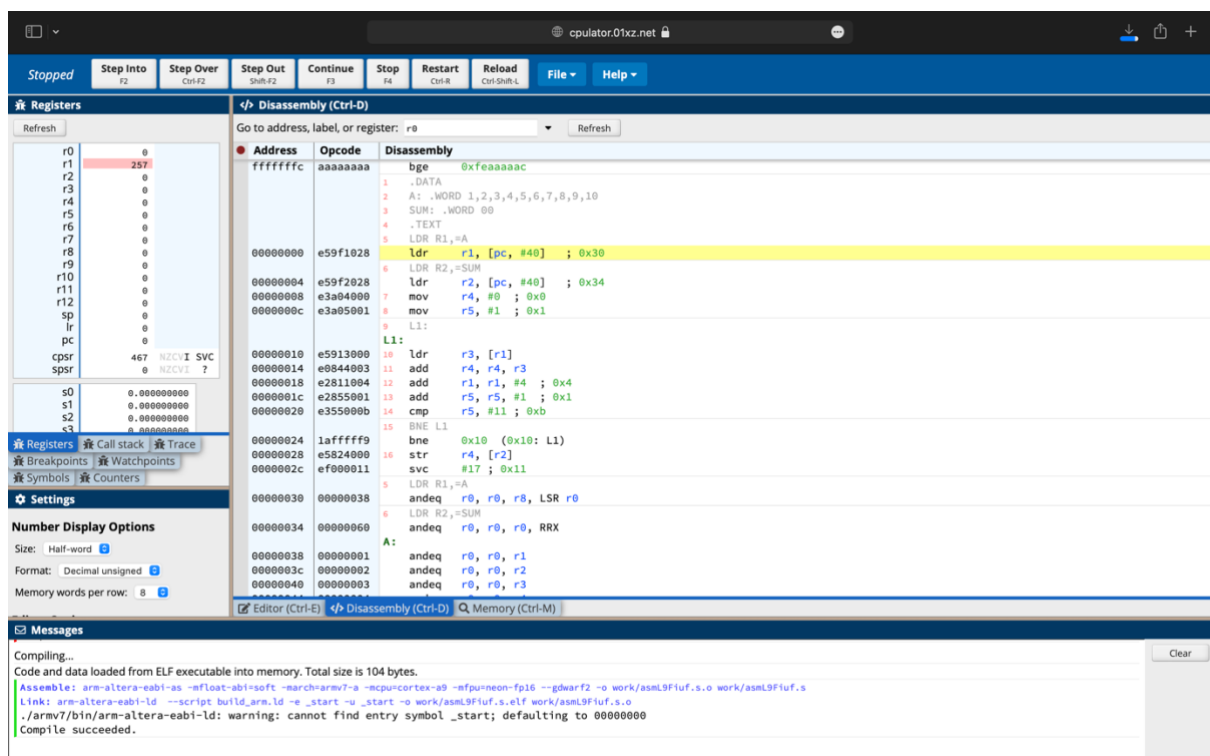 cpulator.01xz.net
Stopped
Step Into
F2
Step Over
Ctrl-F2
Step Out
Shift-F2
Continue
F3
Stop
F4
Restart
Ctrl-R
Reload
Ctrl-Shift-L
File
Help
Registers
Refresh
r0 0
r1 257
r2 0
r3 0
r4 0
r5 0
r6 0
r7 0
r8 0
r9 0
r10 0
r11 0
r12 0
sp 0
lr 0
pc 0
cpsr 467 NZCVI SVC
spsr 0 NZCVI ?
s0 0.000000000
s1 0.000000000
s2 0.000000000
s3 0.000000000
Registers Call stack Trace
Breakpoints Watchpoints
Symbols Counters
Settings
Number Display Options
Size: Half-word
Format: Decimal unsigned
Memory words per row: 8
</> Disassembly (Ctrl-D)
Go to address, label, or register: r0 Refresh
Address Opcode Disassembly
fffffffc aaaaaaaa bge 0xfeaaaaac
1 .DATA
2 A: .WORD 1,2,3,4,5,6,7,8,9,10
3 SUM: .WORD 00
4 .TEXT
5 LDR R1,=A
00000000 e59f1028 ldr r1, [pc, #40] ; 0x30
6 LDR R2,=SUM
00000004 e59f2028 ldr r2, [pc, #40] ; 0x34
00000008 e3a04000 7 mov r4, #0 ; 0x0
0000000c e3a05001 8 mov r5, #1 ; 0x1
9 L1:
L1:
00000010 e5913000 10 ldr r3, [r1]
00000014 e0844003 11 add r4, r4, r3
00000018 e2811004 12 add r1, r1, #4 ; 0x4
0000001c e2855001 13 add r5, r5, #1 ; 0x1
00000020 e355000b 14 cmp r5, #11 ; 0xb
15 BNE L1
00000024 1afffff9 bne 0x10 (0x10: L1)
00000028 e5824000 16 str r4, [r2]
0000002c ef000011 svc #17 ; 0x11
5 LDR R1,=A
00000030 00000038 andeq r0, r0, r8, LSR r0
6 LDR R2,=SUM
00000034 00000060 andeq r0, r0, r0, RRX
A:
00000038 00000001 andeq r0, r0, r1
0000003c 00000002 andeq r0, r0, r2
00000040 00000003 andeq r0, r0, r3
Editor (Ctrl-E) </> Disassembly (Ctrl-D) Memory (Ctrl-M)
Messages
Clear
Compiling...
Code and data loaded from ELF executable into memory. Total size is 104 bytes.
Assemble: arm-altera-eabi-as -mfloat-abi=soft -march=armv7-a -mcpu=cortex-a9 -mfpu=neon-fp16 --gdwarf2 -o work/asmL9Fiuf.s.o work/asmL9Fiuf.s
Link: arm-altera-eabi-ld --script build_arm.ld -e _start -u _start -o work/asmL9Fiuf.s.elf work/asmL9Fiuf.s.o
./armv7/bin/arm-altera-eabi-ld: warning: cannot find entry symbol _start; defaulting to 00000000
Compile succeeded.